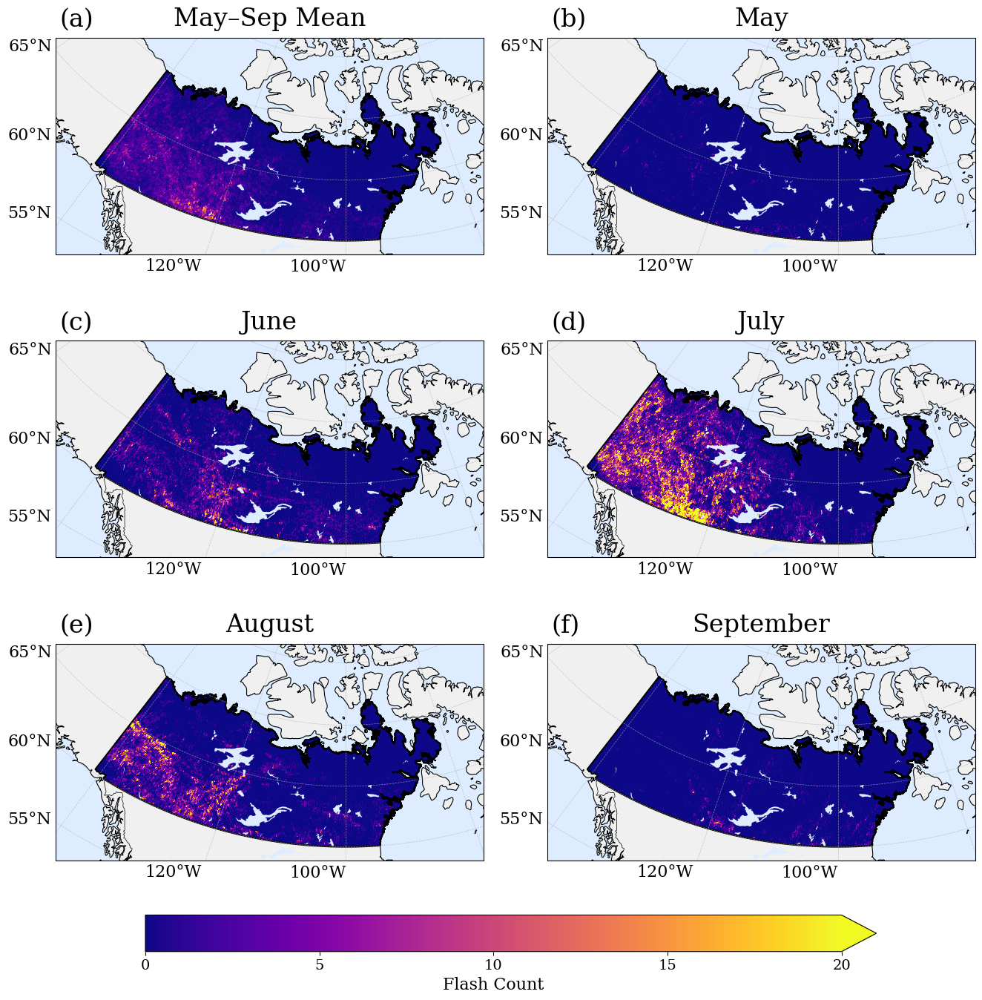 (a) May–Sep Mean
65°N
60°N
55°N
120°W 100°W
(b) May
65°N
60°N
55°N
120°W 100°W
(c) June
65°N
60°N
55°N
120°W 100°W
(d) July
65°N
60°N
55°N
120°W 100°W
(e) August
65°N
60°N
55°N
120°W 100°W
(f) September
65°N
60°N
55°N
120°W 100°W
0 5 10 15 20
Flash Count